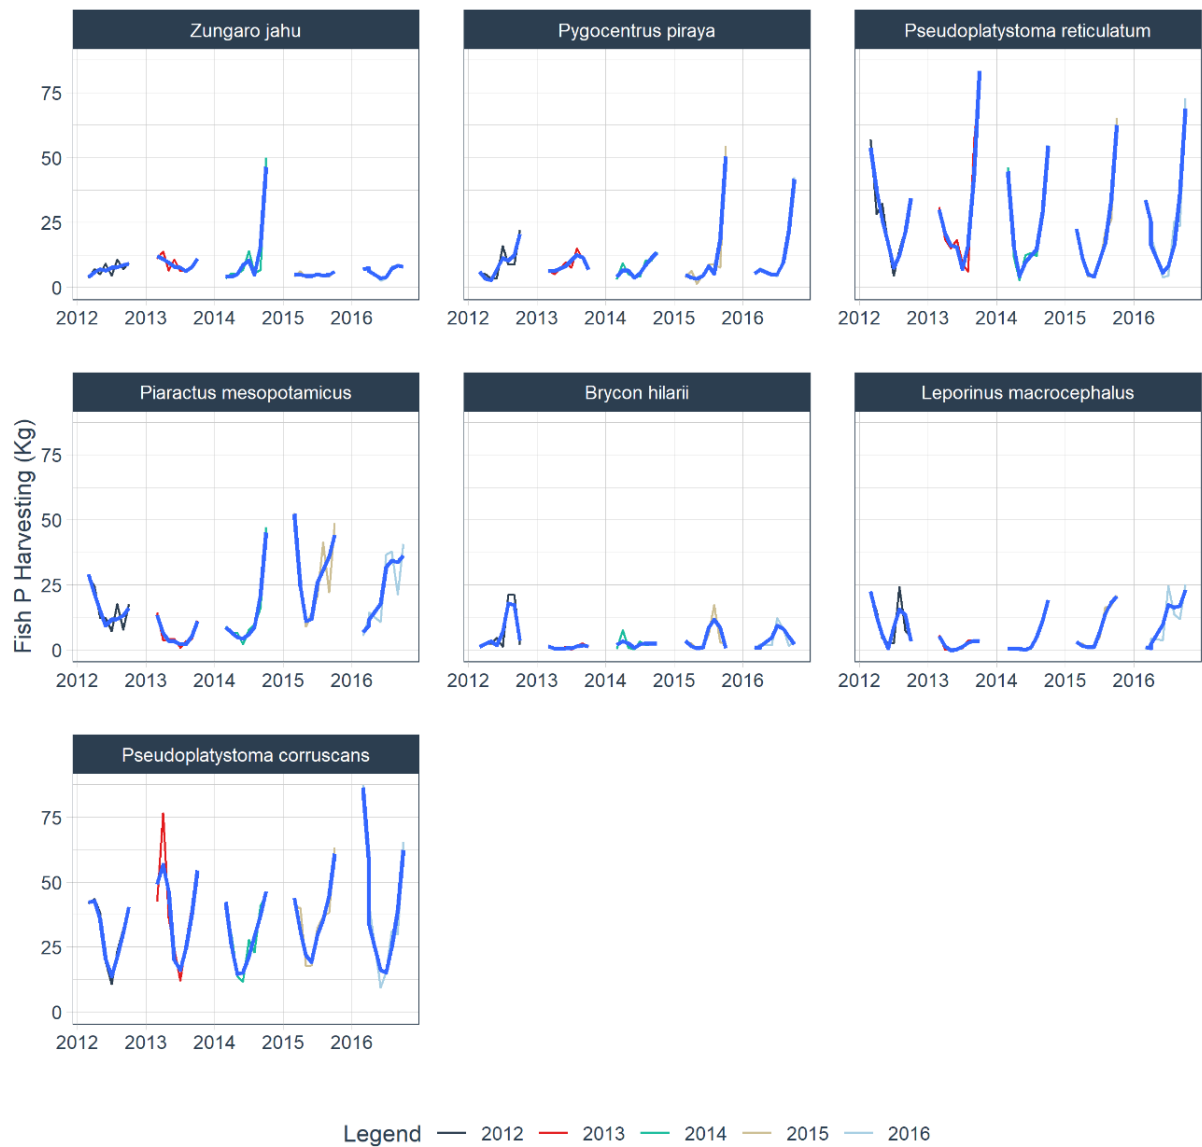 Zungaro jahu Pygocentrus piraya Pseudoplatystoma reticulatum
75
50
25
0
2012 2013 2014 2015 2016 2012 2013 2014 2015 2016 2012 2013 2014 2015 2016
Piaractus mesopotamicus Brycon hilarii Leporinus macrocephalus
Fish P Harvesting (Kg)
75
50
25
0
2012 2013 2014 2015 2016 2012 2013 2014 2015 2016 2012 2013 2014 2015 2016
Pseudoplatystoma corruscans
75
50
25
0
2012 2013 2014 2015 2016
Legend 2012 2013 2014 2015 2016